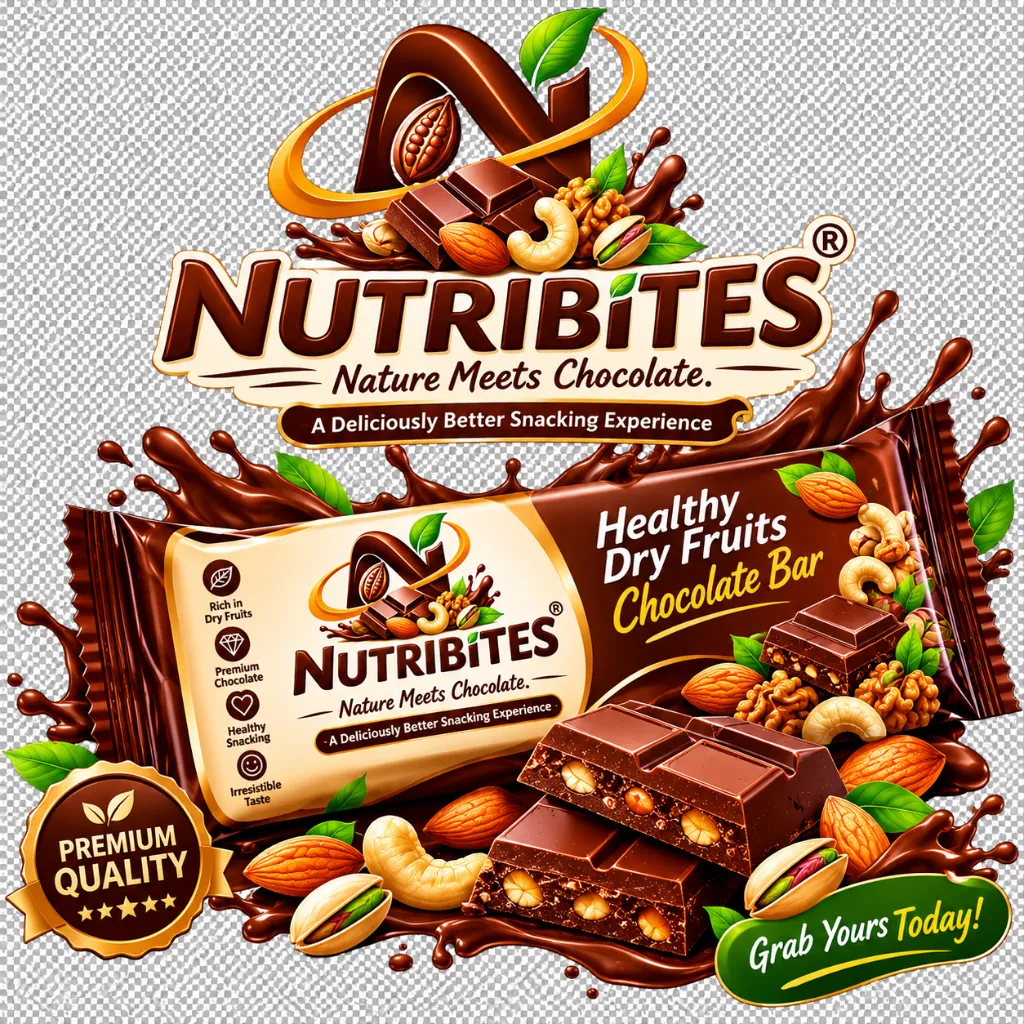 NUTRIBITES®
Nature Meets Chocolate.
A Deliciously Better Snacking Experience
Rich in
Dry Fruits
Premium
Chocolate
Healthy
Snacking
Irresistible
Taste
NUTRIBITES®
Nature Meets Chocolate.
· A Deliciously Better Snacking Experience ·
Healthy
Dry Fruits
Chocolate Bar
PREMIUM
QUALITY
Grab Yours Today!